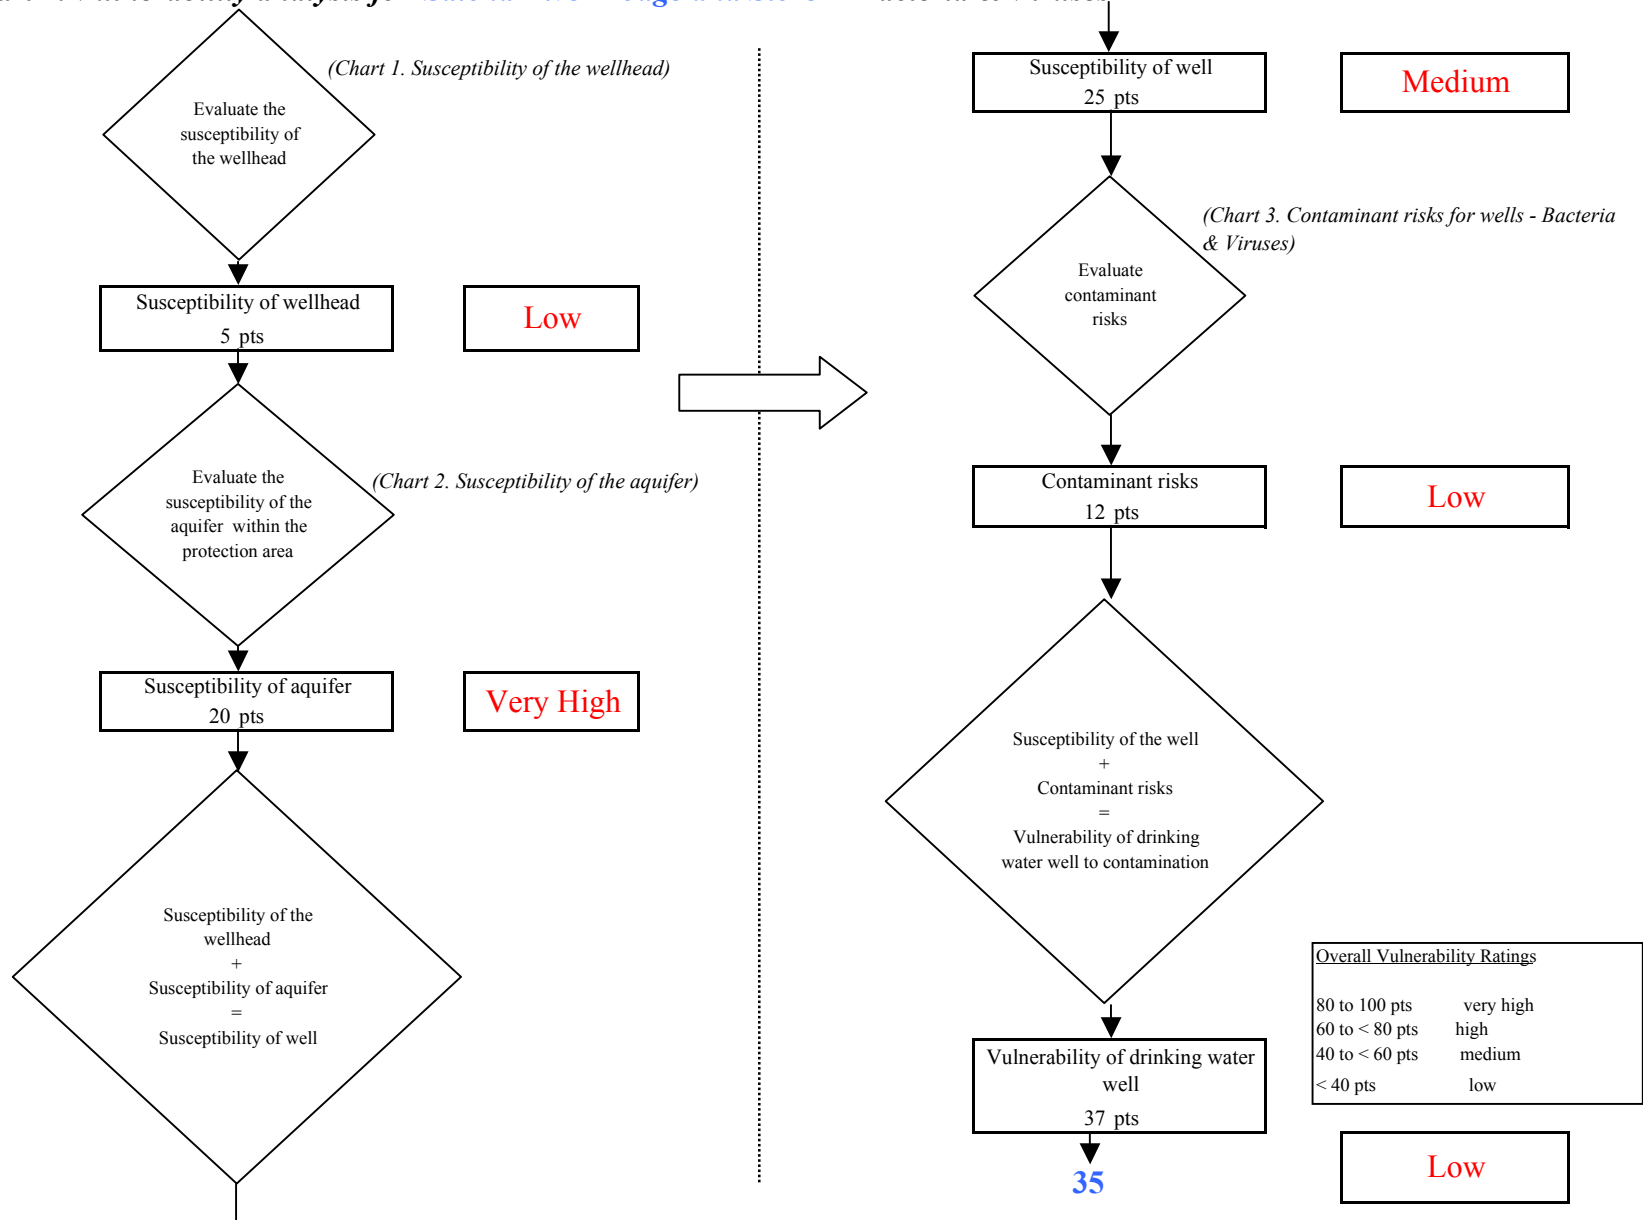 (Chart 1. Susceptibility of the wellhead)
Evaluate the
susceptibility of
the wellhead
Susceptibility of wellhead
5 pts
Low
Evaluate the
susceptibility of the
aquifer within the
protection area
(Chart 2. Susceptibility of the aquifer)
Susceptibility of aquifer
20 pts
Very High
Susceptibility of the
wellhead
+
Susceptibility of aquifer
=
Susceptibility of well
Susceptibility of well
25 pts
Medium
(Chart 3. Contaminant risks for wells - Bacteria
& Viruses)
Evaluate
contaminant
risks
Contaminant risks
12 pts
Low
Susceptibility of the well
+
Contaminant risks
=
Vulnerability of drinking
water well to contamination
Overall Vulnerability Ratings
80 to 100 pts very high
60 to < 80 pts high
40 to < 60 pts medium
< 40 pts low
Vulnerability of drinking water
well
37 pts
35
Low